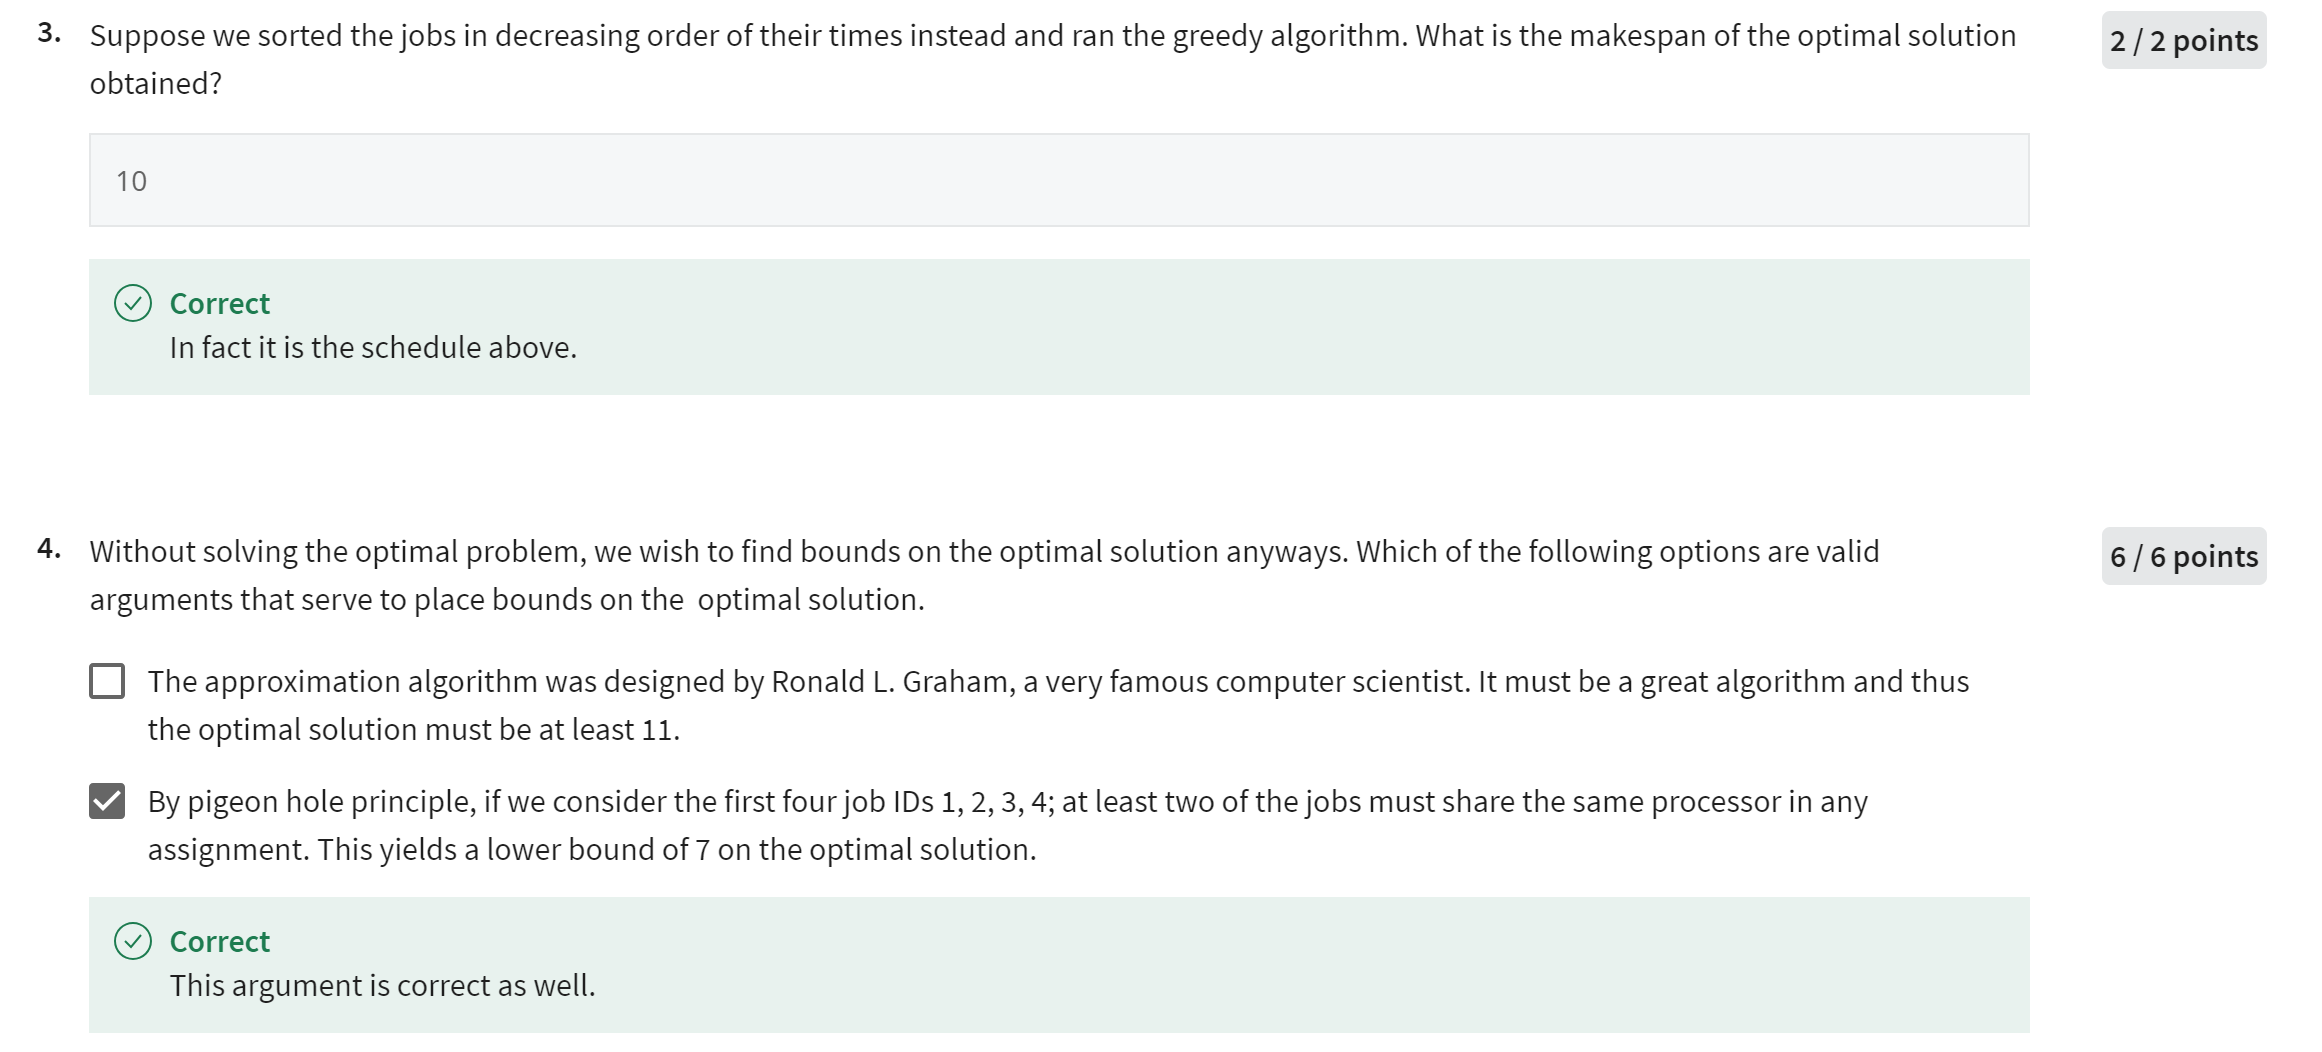 3. Suppose we sorted the jobs in decreasing order of their times instead and ran the greedy algorithm. What is the makespan of the optimal solution
2 / 2 points
obtained?
10
Correct
In fact it is the schedule above.
4. Without solving the optimal problem, we wish to find bounds on the optimal solution anyways. Which of the following options are valid
6 / 6 points
arguments that serve to place bounds on the  optimal solution.
The approximation algorithm was designed by Ronald L. Graham, a very famous computer scientist. It must be a great algorithm and thus
the optimal solution must be at least 11.
By pigeon hole principle, if we consider the first four job IDs 1, 2, 3, 4; at least two of the jobs must share the same processor in any
assignment. This yields a lower bound of 7 on the optimal solution.
Correct
This argument is correct as well.